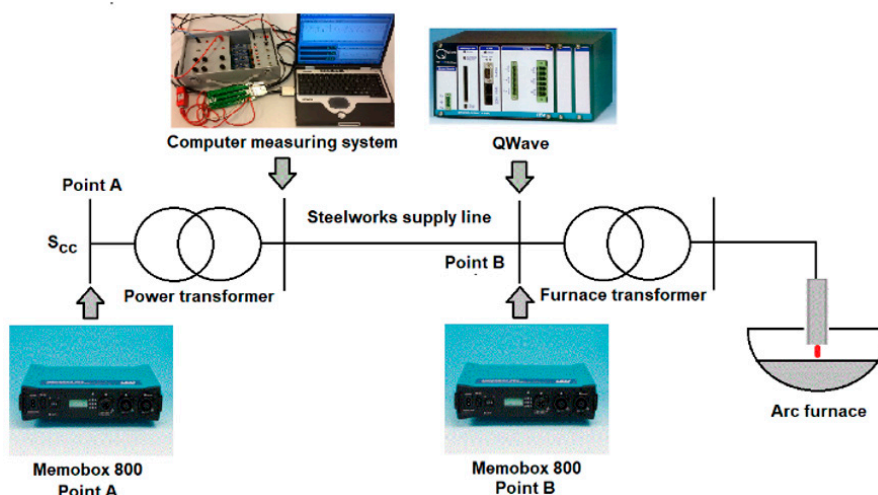 Computer measuring system
QWave
Point A
Steelworks supply line
S_CC
Point B
Power transformer
Furnace transformer
Arc furnace
Memobox 800
Point A
Memobox 800
Point B